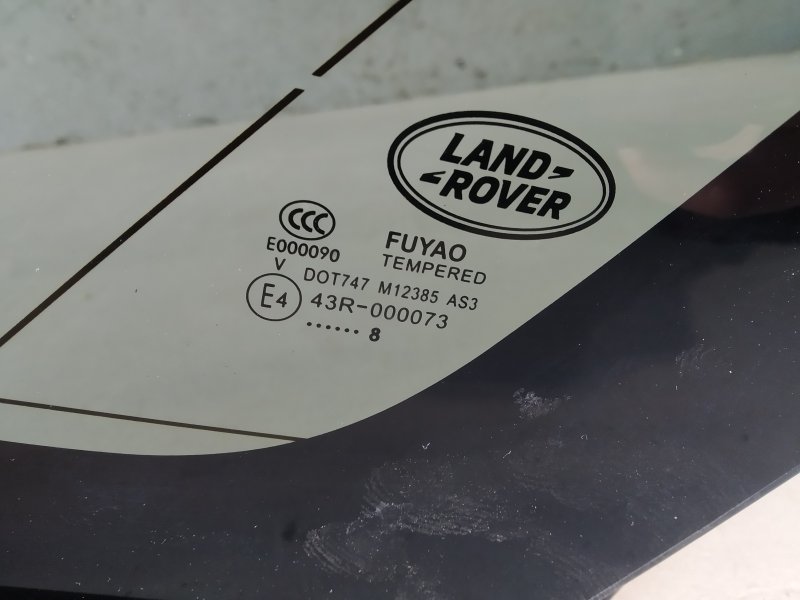 LAND
ROVER
CCC
E000090
FUYAO
TEMPERED
V
DOT747 M12385 AS3
E4
43R-000073
...... 8